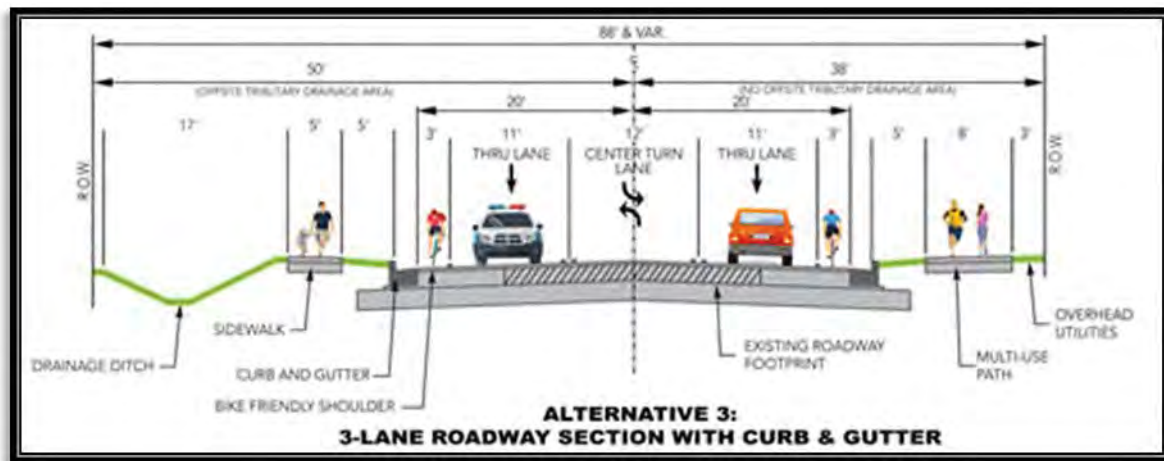 88' & VAR.
50'
38'
(OFFSITE TRIBUTARY DRAINAGE AREA)
(NO OFFSITE TRIBUTARY DRAINAGE AREA)
20'
20'
17'
5'
5'
3'
11'
12'
11'
3'
5'
8'
3'
THRU LANE
CENTER TURN
LANE
THRU LANE
R.O.W.
R.O.W.
SIDEWALK
DRAINAGE DITCH
CURB AND GUTTER
BIKE FRIENDLY SHOULDER
EXISTING ROADWAY
FOOTPRINT
OVERHEAD
UTILITIES
MULTI-USE
PATH
ALTERNATIVE 3:
3-LANE ROADWAY SECTION WITH CURB & GUTTER